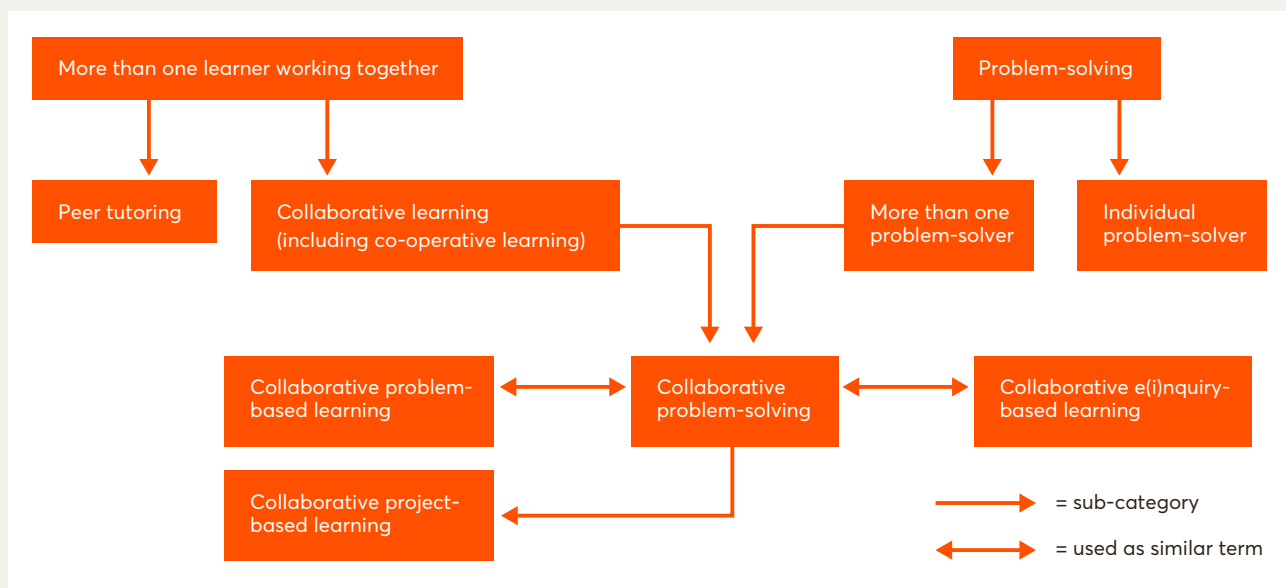 More than one learner working together
Problem-solving
Peer tutoring
Collaborative learning
(including co-operative learning)
More than one
problem-solver
Individual
problem-solver
Collaborative problem-
based learning
Collaborative
problem-solving
Collaborative e(i)nquiry-
based learning
Collaborative project-
based learning
= sub-category
= used as similar term